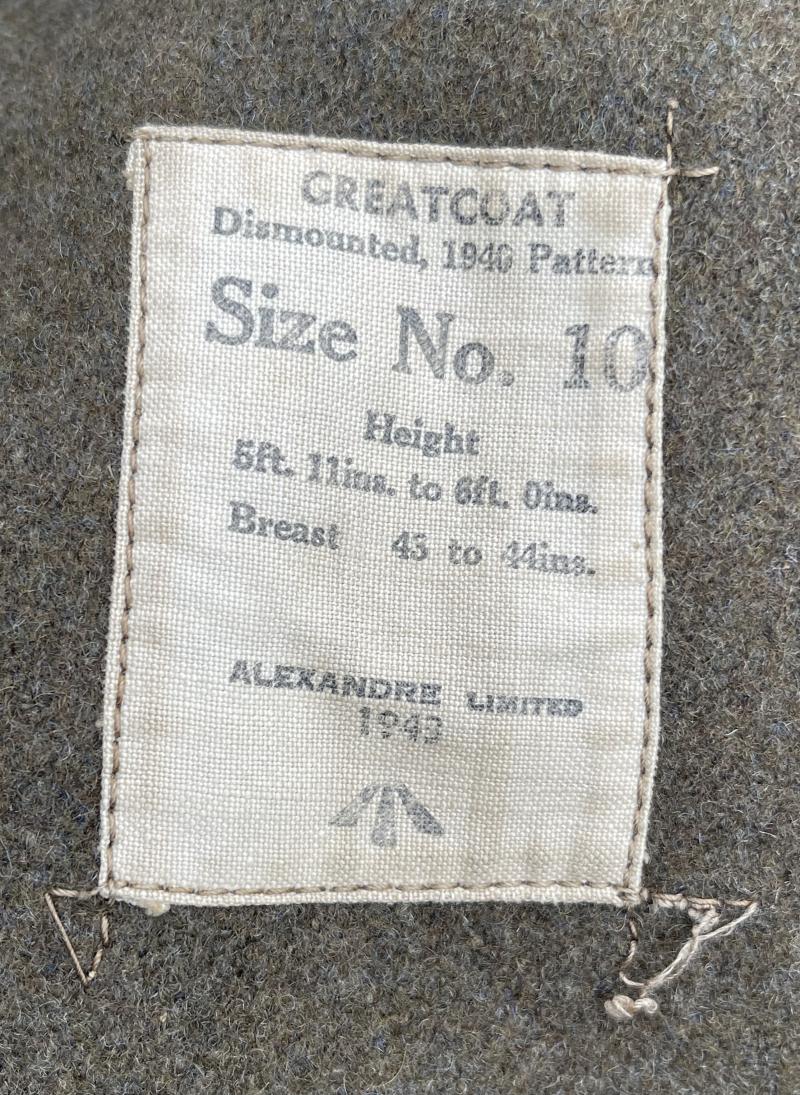 GREATCOAT
Dismounted, 1940 Pattern
Size No. 10
Height
5ft. 11ins. to 6ft. 0ins.
Breast 43 to 44ins.
ALEXANDRE LIMITED
1943